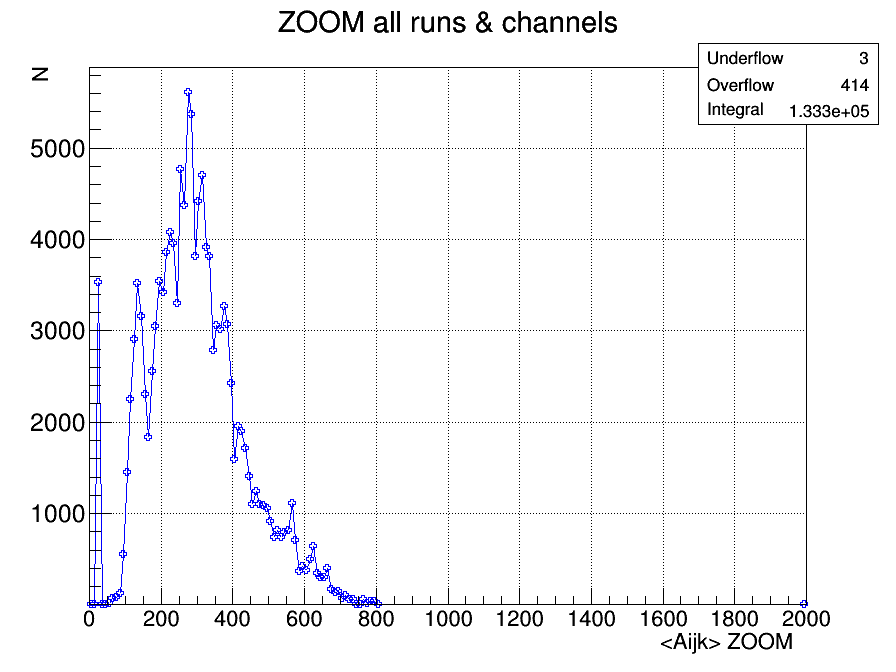 ZOOM all runs & channels
Underflow 3
Overflow 414
Integral 1.333e+05
N
5000
4000
3000
2000
1000
0 200 400 600 800 1000 1200 1400 1600 1800 2000
<Aijk> ZOOM